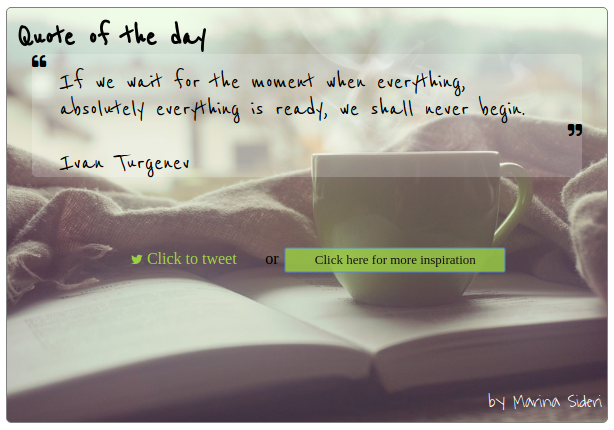 Quote of the day
“
If we wait for the moment when everything,
absolutely everything is ready, we shall never begin.
”
Ivan Turgenev
Click to tweet or Click here for more inspiration
by Marina Sideri